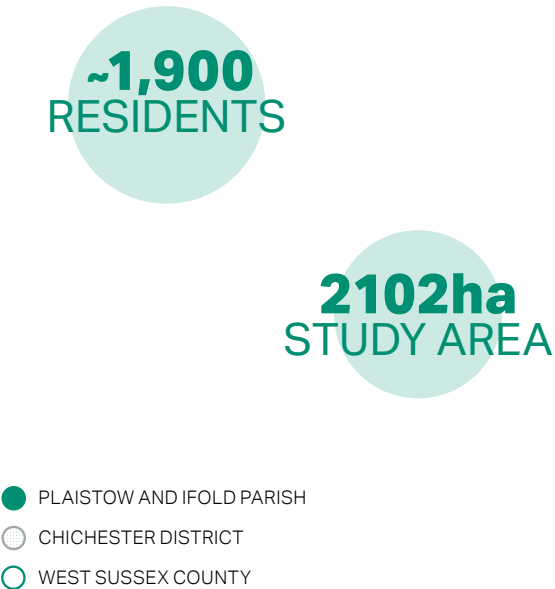 ~1,900
RESIDENTS
2102ha
STUDY AREA
PLAISTOW AND IFOLD PARISH
CHICHESTER DISTRICT
WEST SUSSEX COUNTY